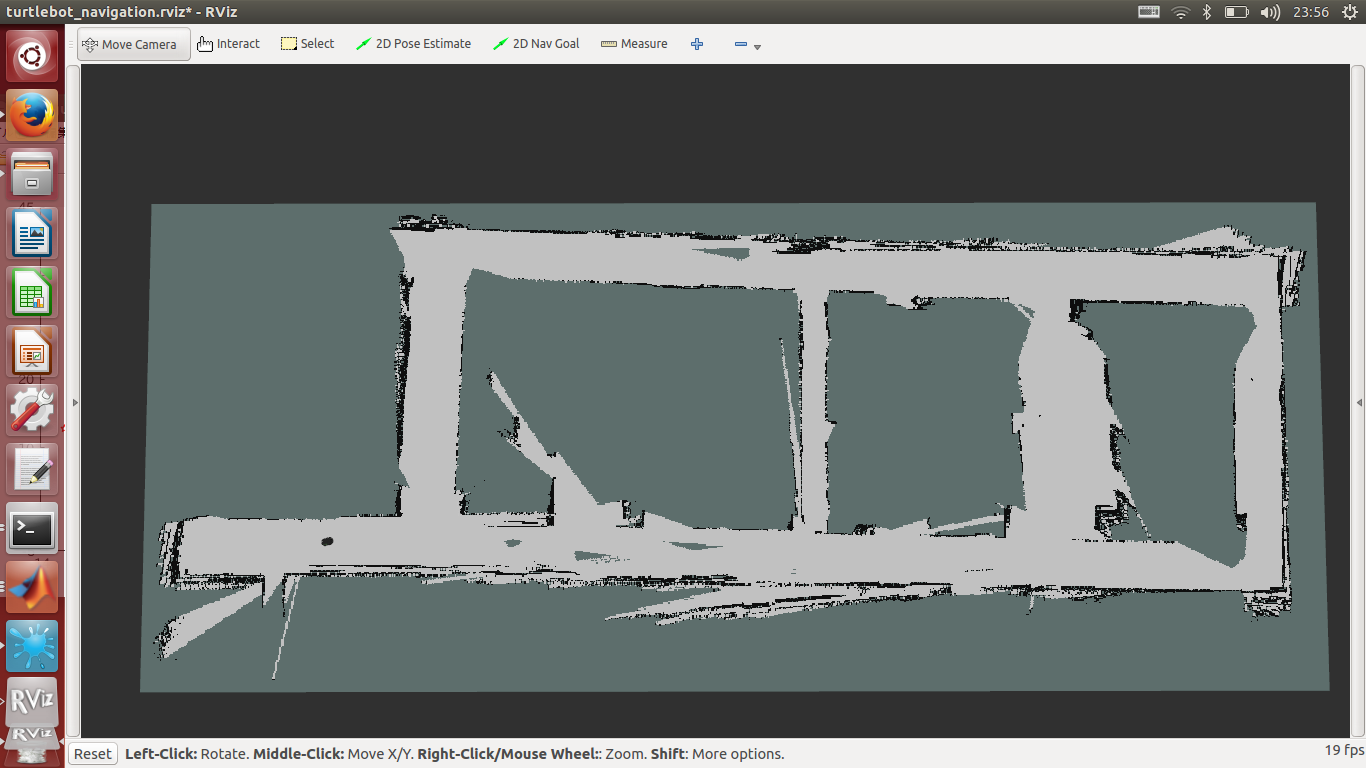 turtlebot_navigation.rviz* - RViz
23:56
Move Camera
Interact
Select
2D Pose Estimate
2D Nav Goal
Measure
RViz
RViz
Reset
Left-Click: Rotate. Middle-Click: Move X/Y. Right-Click/Mouse Wheel:: Zoom. Shift: More options.
19 fps